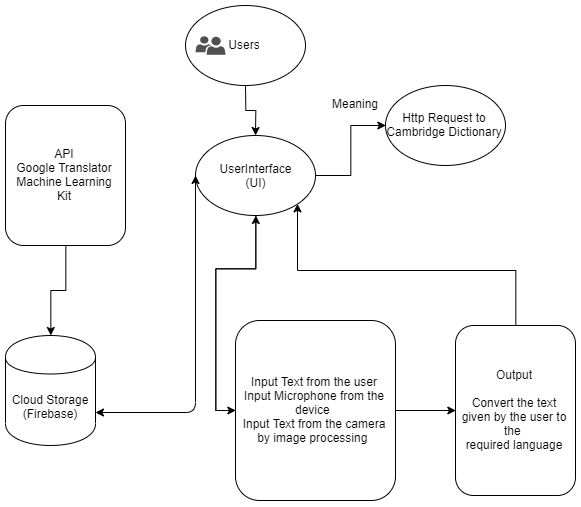 Users
Meaning
Http Request to
Cambridge Dictionary
API
Google Translator
Machine Learning
Kit
UserInterface
(UI)
Cloud Storage
(Firebase)
Input Text from the user
Input Microphone from the
device
Input Text from the camera
by image processing
Output
Convert the text
given by the user to
the
required language